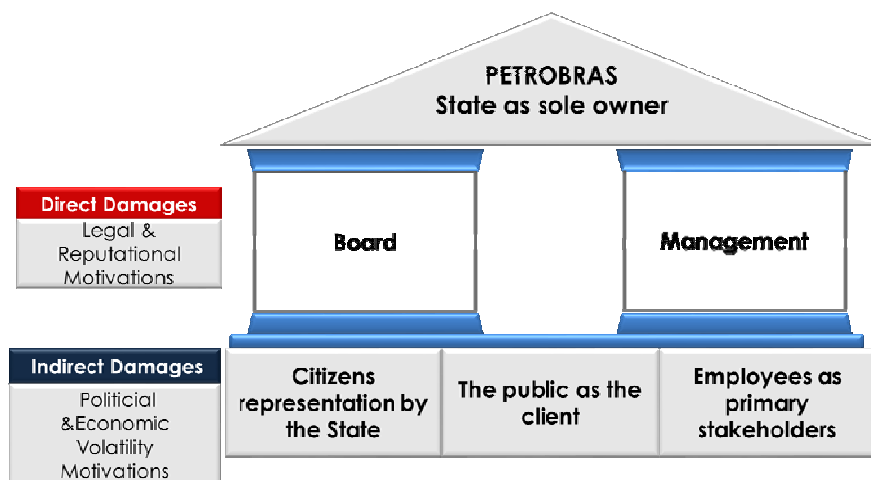 PETROBRAS
State as sole owner
Direct Damages
Legal &
Reputational
Motivations
Board
Management
Indirect Damages
Politicial
&Economic
Volatility
Motivations
Citizens
representation by
the State
The public as the
client
Employees as
primary
stakeholders